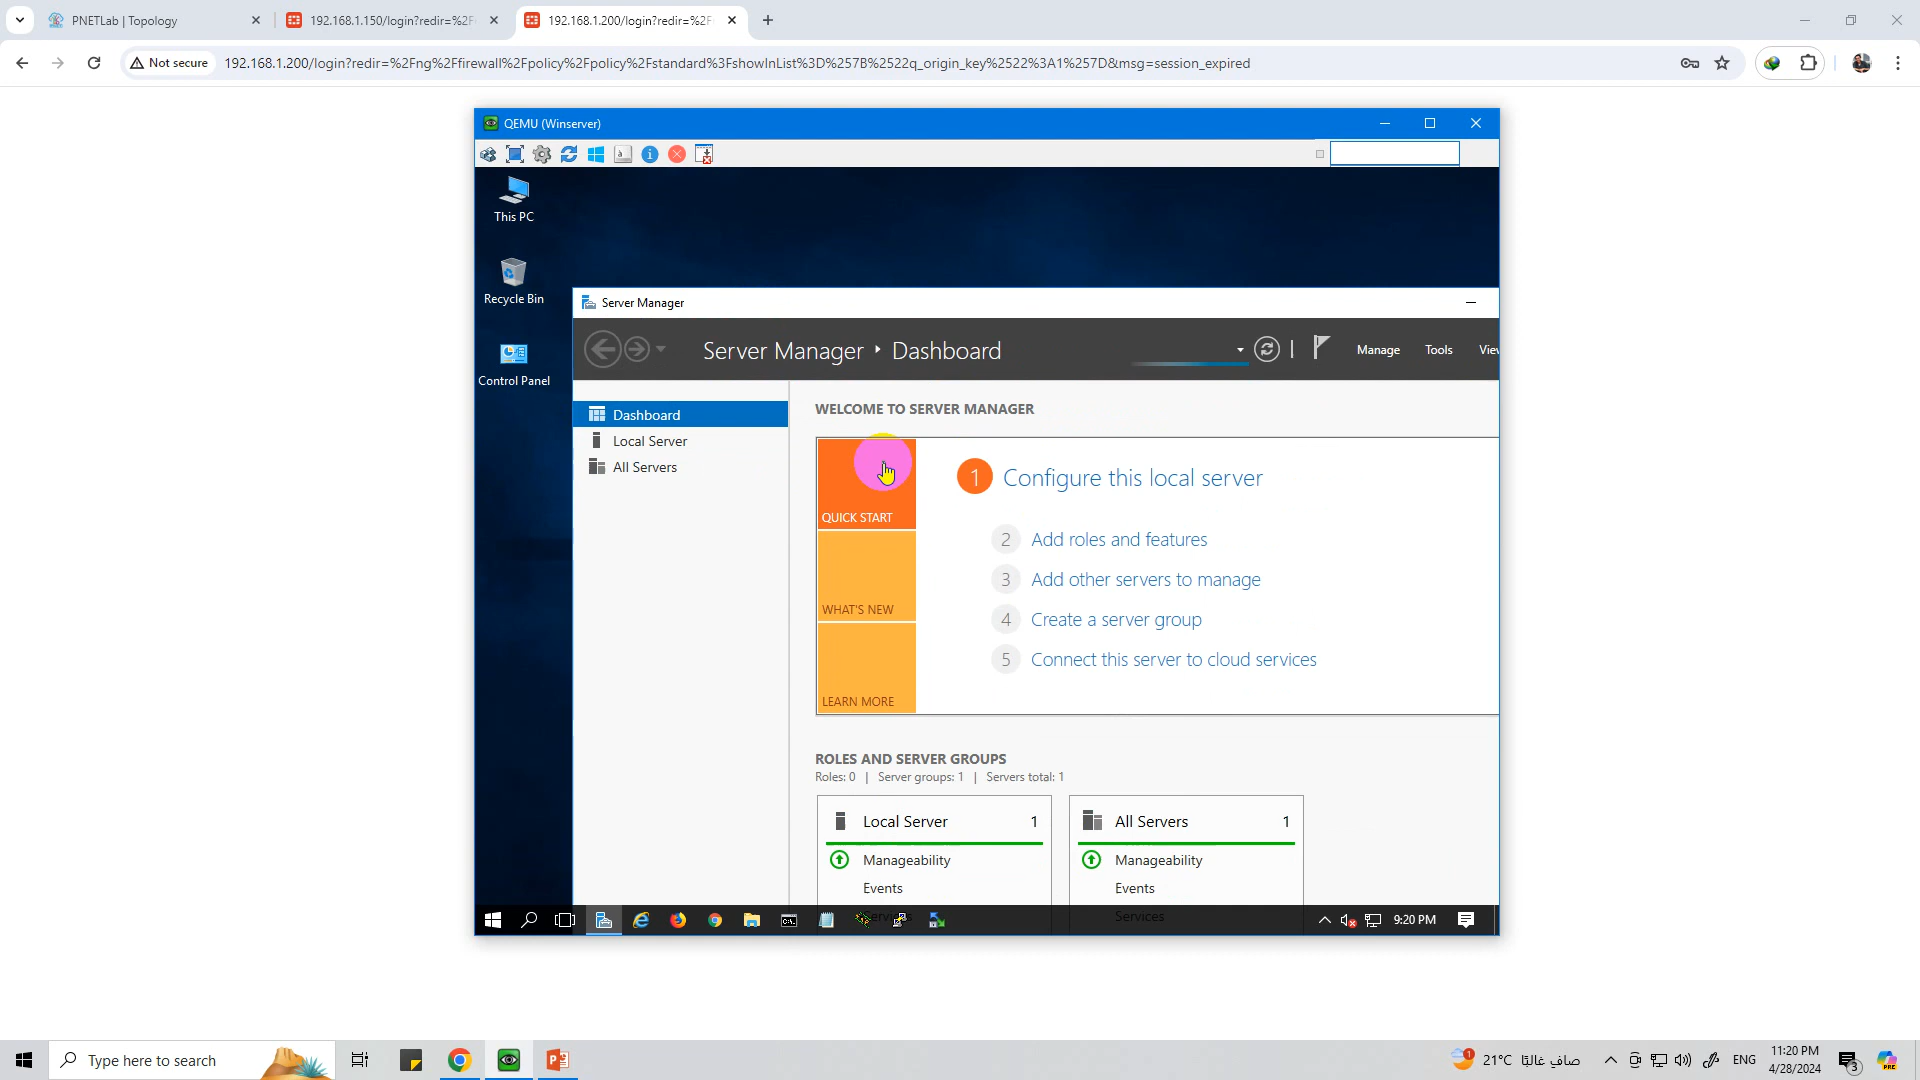 PNETLab | Topology
192.168.1.150/login?redir=%2F
192.168.1.200/login?redir=%2F
Not secure
192.168.1.200/login?redir=%2Fng%2Ffirewall%2Fpolicy%2Fpolicy%2Fstandard%3FshowInList%3D%257B%2522q_origin_key%2522%3A1%257D&msg=session_expired
QEMU (Winserver)
This PC
Recycle Bin
Control Panel
Server Manager
Server Manager
Dashboard
Manage
Tools
View
Dashboard
Local Server
All Servers
WELCOME TO SERVER MANAGER
QUICK START
WHAT'S NEW
LEARN MORE
1 Configure this local server
2 Add roles and features
3 Add other servers to manage
4 Create a server group
5 Connect this server to cloud services
ROLES AND SERVER GROUPS
Roles: 0 | Server groups: 1 | Servers total: 1
Local Server 1
Manageability
Events
Services
All Servers 1
Manageability
Events
Services
9:20 PM
Type here to search
1
21°C صافٍ غالبًا
ENG
11:20 PM
4/28/2024
3
PRE